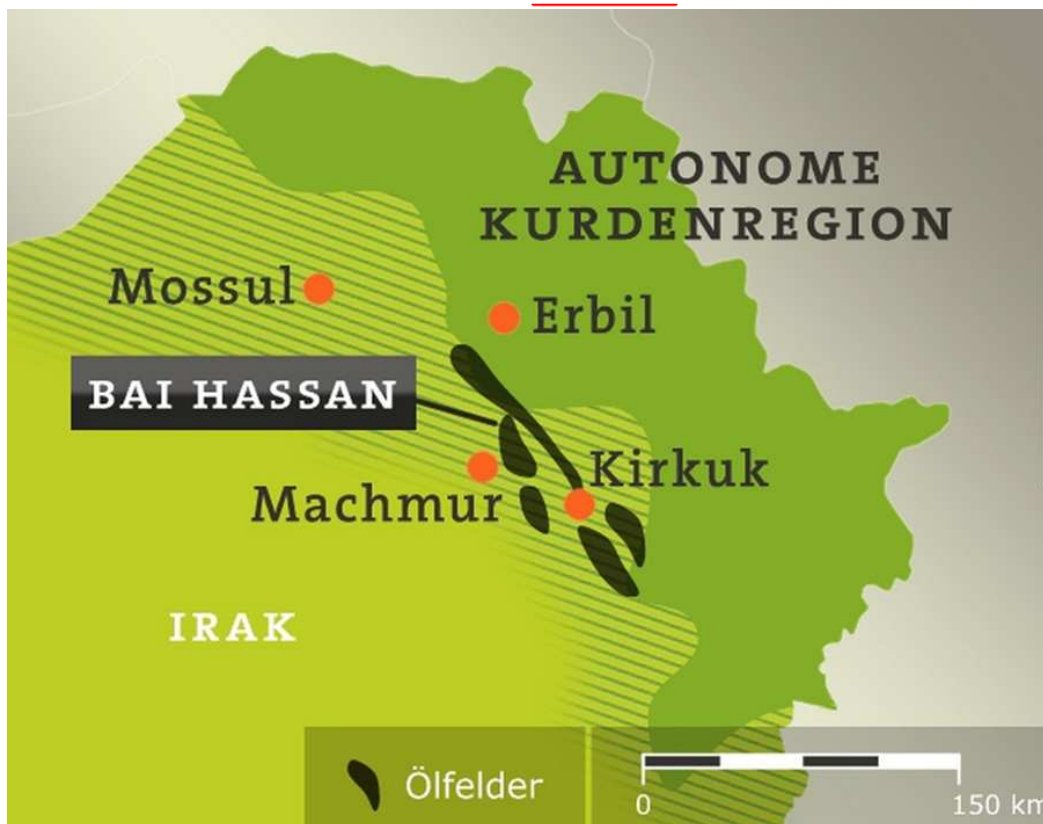 AUTONOME
KURDENREGION
Mossul
Erbil
BAI HASSAN
Kirkuk
Machmur
IRAK
Ölfelder
0
150 km